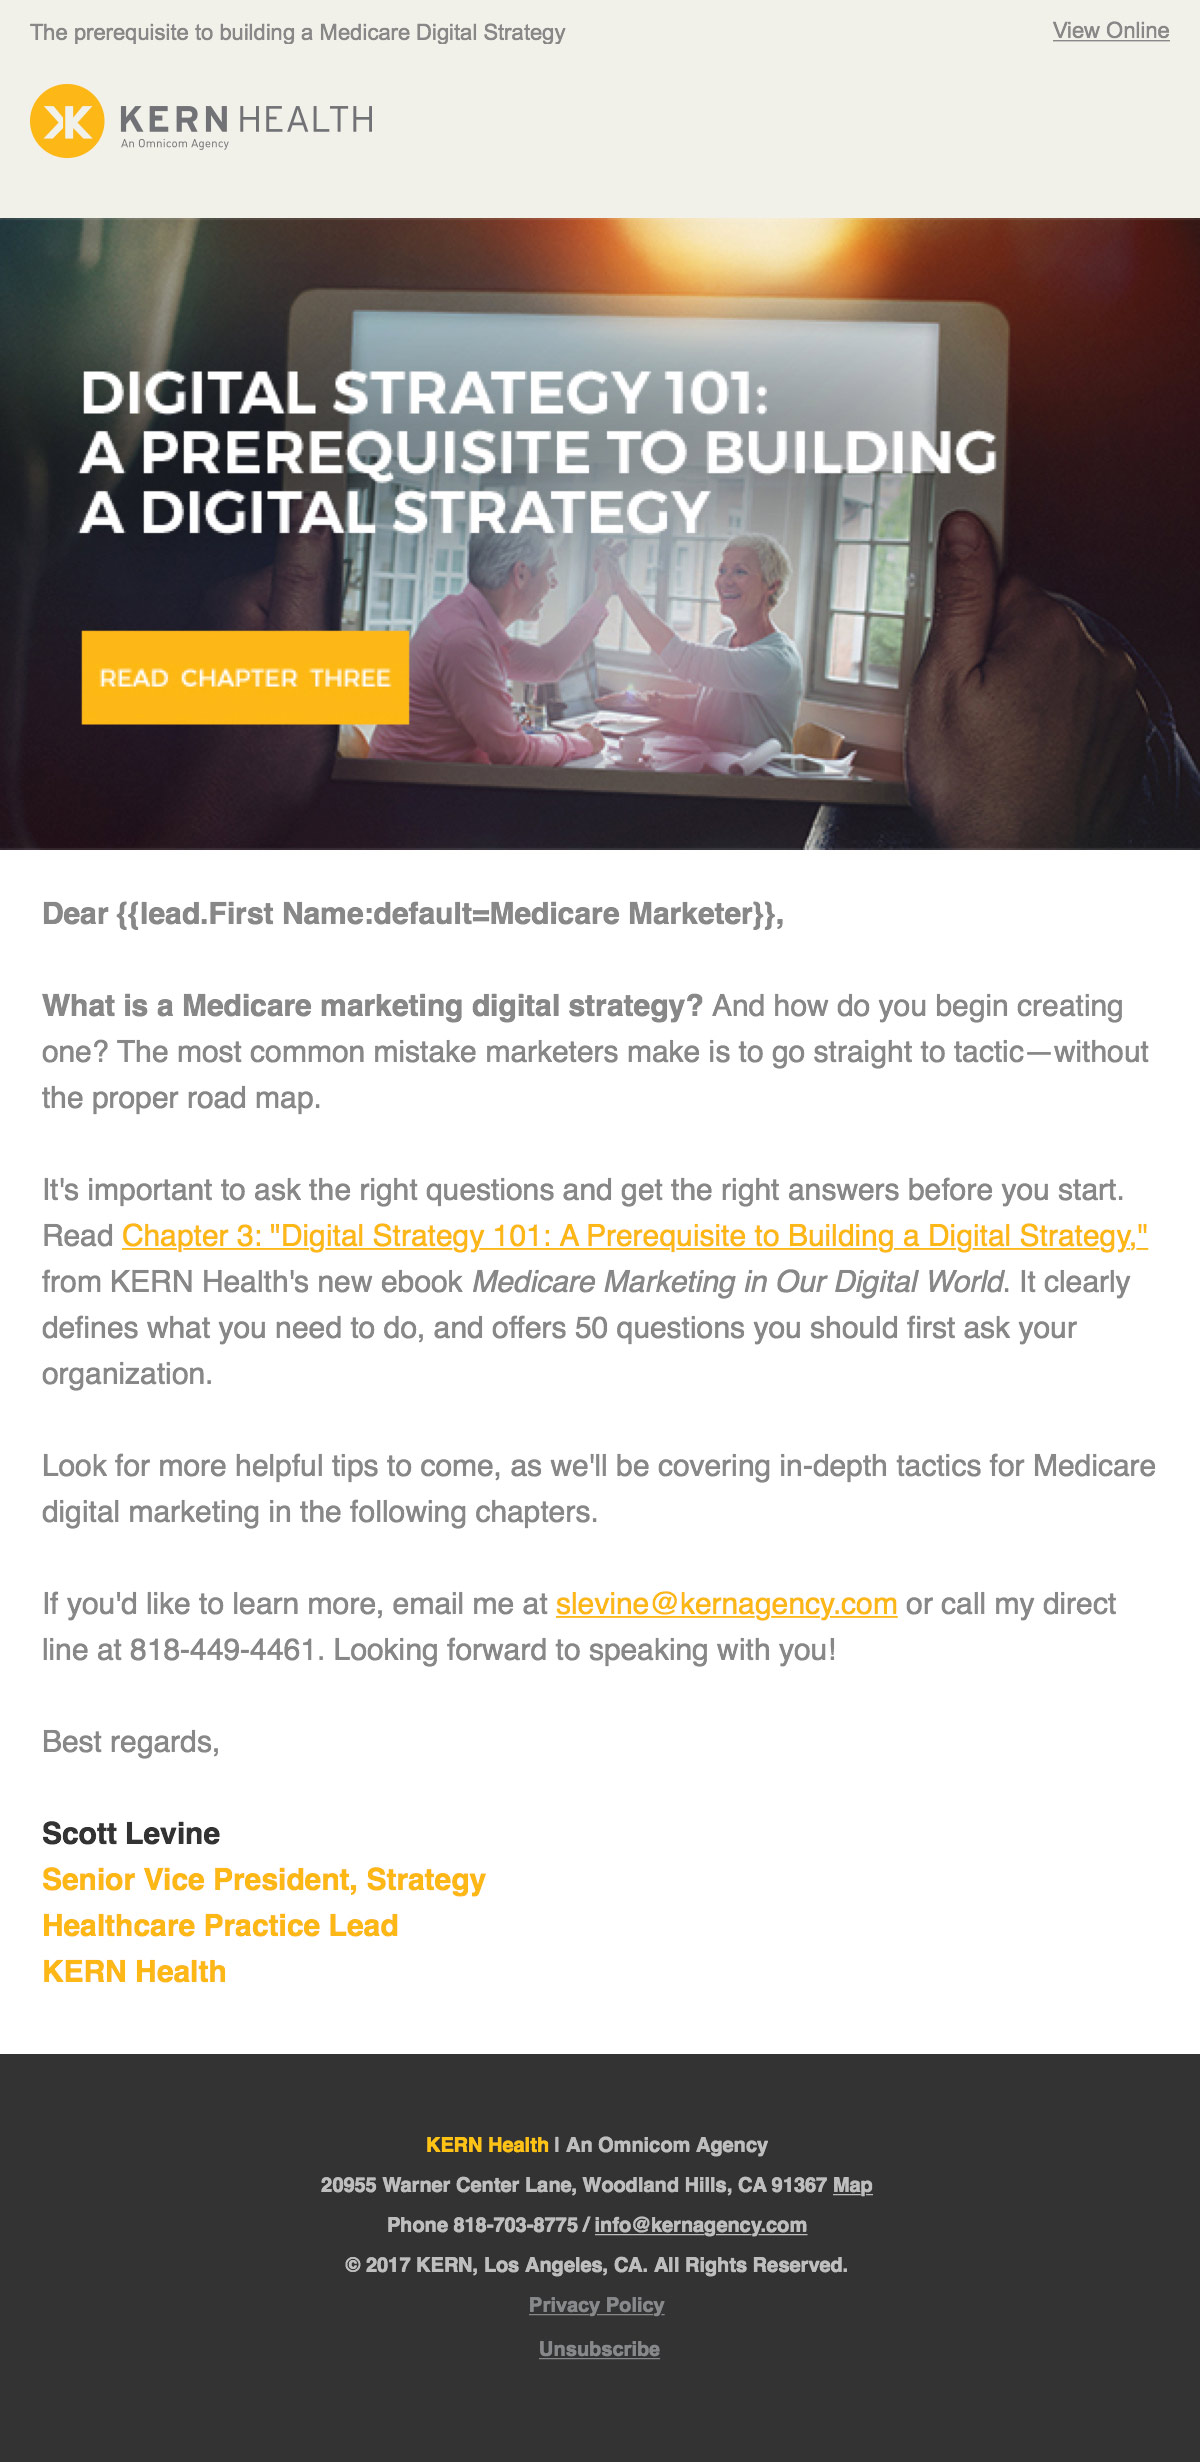 The prerequisite to building a Medicare Digital Strategy
View Online
KERN HEALTH
An Omnicom Agency
DIGITAL STRATEGY 101:
A PREREQUISITE TO BUILDING
A DIGITAL STRATEGY
READ CHAPTER THREE
Dear {{lead.First Name:default=Medicare Marketer}},
What is a Medicare marketing digital strategy? And how do you begin creating
one? The most common mistake marketers make is to go straight to tactic—without
the proper road map.
It's important to ask the right questions and get the right answers before you start.
Read Chapter 3: "Digital Strategy 101: A Prerequisite to Building a Digital Strategy,"
from KERN Health's new ebook Medicare Marketing in Our Digital World. It clearly
defines what you need to do, and offers 50 questions you should first ask your
organization.
Look for more helpful tips to come, as we'll be covering in-depth tactics for Medicare
digital marketing in the following chapters.
If you'd like to learn more, email me at slevine@kernagency.com or call my direct
line at 818-449-4461. Looking forward to speaking with you!
Best regards,
Scott Levine
Senior Vice President, Strategy
Healthcare Practice Lead
KERN Health
KERN Health | An Omnicom Agency
20955 Warner Center Lane, Woodland Hills, CA 91367 Map
Phone 818-703-8775 / info@kernagency.com
© 2017 KERN, Los Angeles, CA. All Rights Reserved.
Privacy Policy
Unsubscribe